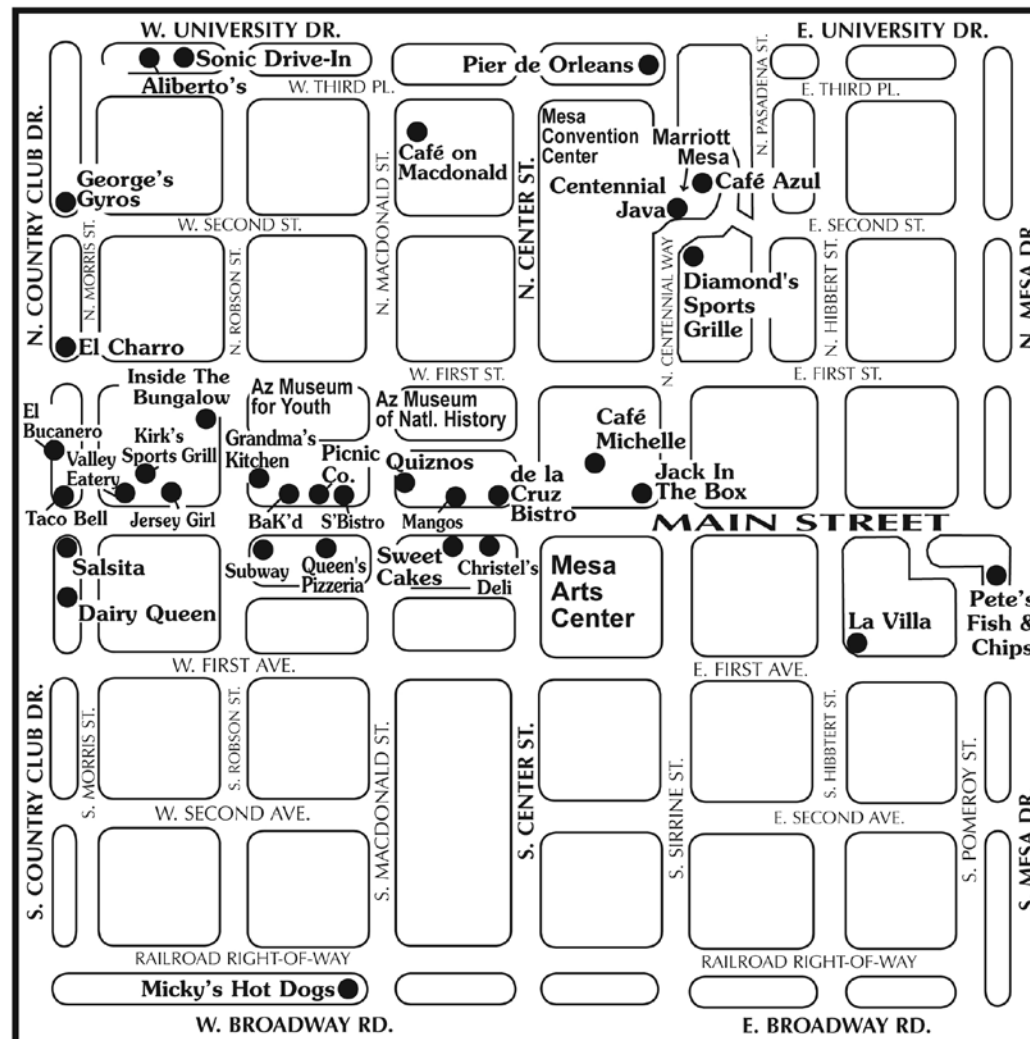 W. UNIVERSITY DR.
E. UNIVERSITY DR.
Sonic Drive-In
Aliberto's
Pier de Orleans
W. THIRD PL.
E. THIRD PL.
N. PASADENA ST.
N. COUNTRY CLUB DR.
Mesa
Convention
Center
Marriott
Mesa
Café on
Macdonald
Café Azul
Centennial
Java
George's
Gyros
N. MACDONALD ST.
N. CENTER ST.
W. SECOND ST.
E. SECOND ST.
N. MORRIS ST.
N. ROBSON ST.
N. CENTENNIAL WAY
N. HIBBERT ST.
N. MESA DR.
Diamond's
Sports
Grille
El Charro
W. FIRST ST.
E. FIRST ST.
Inside The
Bungalow
Az Museum
for Youth
Az Museum
of Natl. History
El
Bucanero
Kirk's
Sports Grill
Valley
Eatery
Grandma's
Kitchen
Picnic
Co.
Quiznos
Café
Michelle
de la
Cruz
Bistro
Jack In
The Box
Taco Bell
Jersey Girl
BaK'd
S'Bistro
Mangos
MAIN STREET
Salsita
Subway
Queen's
Pizzeria
Sweet
Cakes
Christel's
Deli
Mesa
Arts
Center
Dairy Queen
La Villa
Pete's
Fish &
Chips
W. FIRST AVE.
E. FIRST AVE.
S. COUNTRY CLUB DR.
S. MORRIS ST.
S. ROBSON ST.
S. MACDONALD ST.
S. CENTER ST.
S. SIRRINE ST.
S. HIBBTERT ST.
S. POMEROY ST.
S. MESA DR.
W. SECOND AVE.
E. SECOND AVE.
RAILROAD RIGHT-OF-WAY
RAILROAD RIGHT-OF-WAY
Micky's Hot Dogs
W. BROADWAY RD.
E. BROADWAY RD.